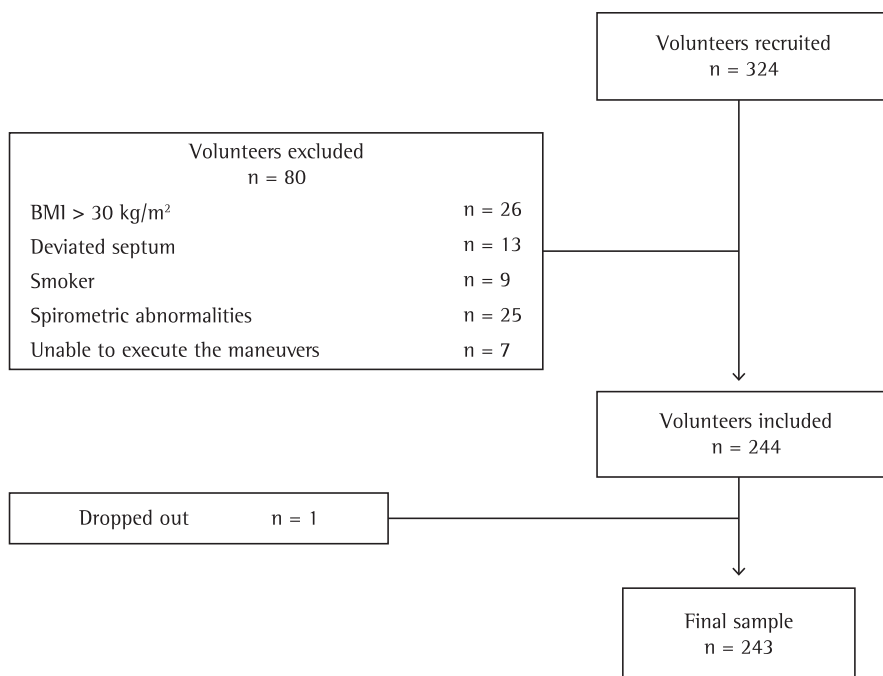 Volunteers recruited
n = 324
Volunteers excluded
n = 80
BMI > 30 kg/m² n = 26
Deviated septum n = 13
Smoker n = 9
Spirometric abnormalities n = 25
Unable to execute the maneuvers n = 7
Volunteers included
n = 244
Dropped out n = 1
Final sample
n = 243